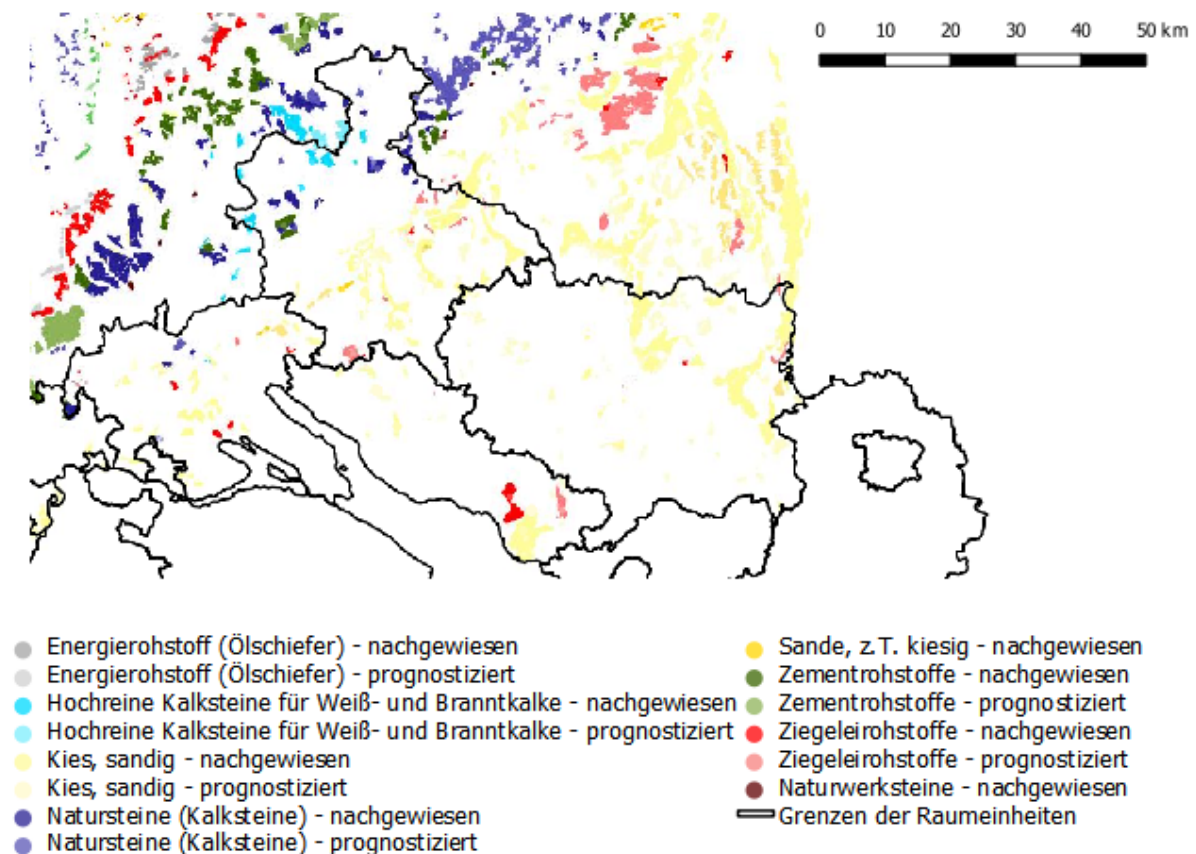 0 10 20 30 40 50 km
Energierohstoff (Ölschiefer) - nachgewiesen
Energierohstoff (Ölschiefer) - prognostiziert
Hochreine Kalksteine für Weiß- und Branntkalke - nachgewiesen
Hochreine Kalksteine für Weiß- und Branntkalke - prognostiziert
Kies, sandig - nachgewiesen
Kies, sandig - prognostiziert
Natursteine (Kalksteine) - nachgewiesen
Natursteine (Kalksteine) - prognostiziert
Sande, z.T. kiesig - nachgewiesen
Zementrohstoffe - nachgewiesen
Zementrohstoffe - prognostiziert
Ziegeleirohstoffe - nachgewiesen
Ziegeleirohstoffe - prognostiziert
Naturwerksteine - nachgewiesen
Grenzen der Raumeinheiten